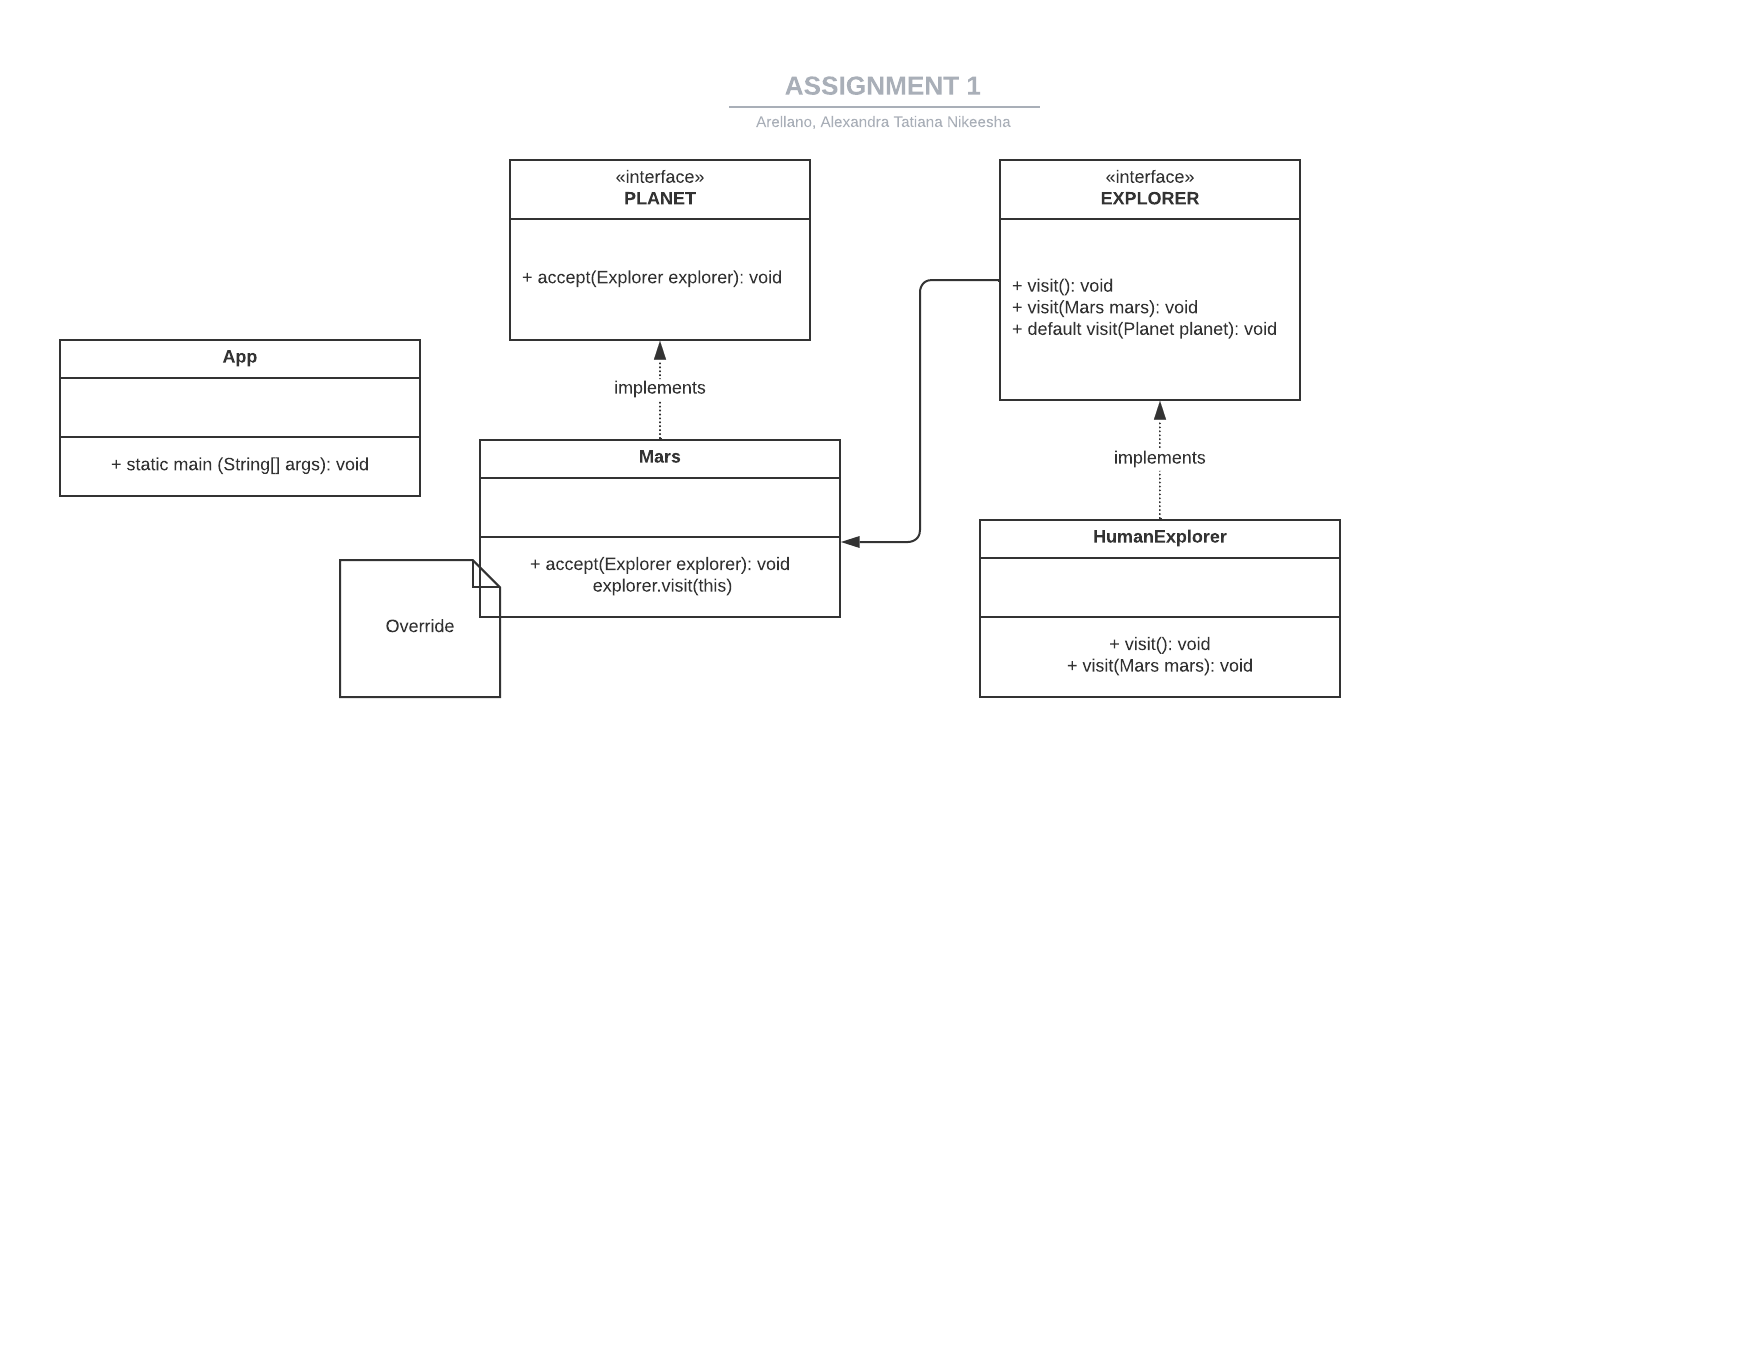 ASSIGNMENT 1
Arellano, Alexandra Tatiana Nikeesha
«interface»
PLANET
+ accept(Explorer explorer): void
«interface»
EXPLORER
+ visit(): void
+ visit(Mars mars): void
+ default visit(Planet planet): void
App
+ static main (String[] args): void
implements
Mars
+ accept(Explorer explorer): void
explorer.visit(this)
Override
implements
HumanExplorer
+ visit(): void
+ visit(Mars mars): void